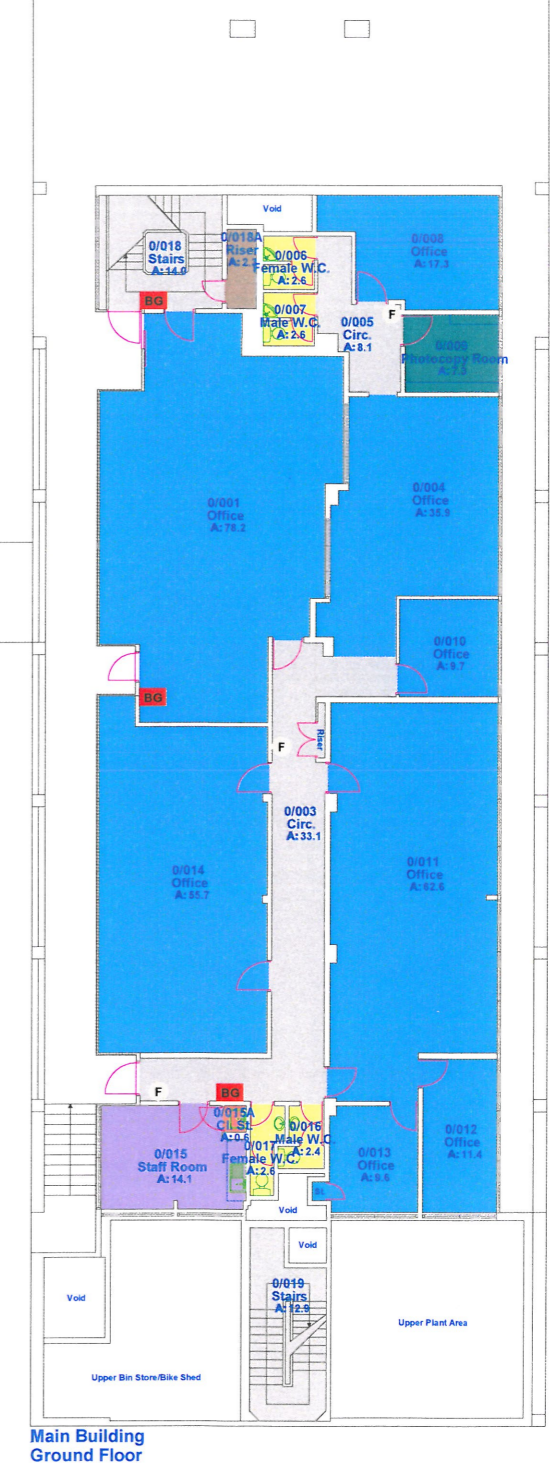 Void
0/018
Stairs
A: 14.9
0/018A
Riser
0/006
Female W.C.
A: 2.6
0/008
Office
A: 17.3
BG
0/007
Male W.C.
A: 2.6
0/005
Circ.
A: 8.1
F
Photocopy Room
0/001
Office
A: 78.2
0/004
Office
A: 35.9
0/010
Office
A: 9.7
BG
F
Riser
0/003
Circ.
A: 33.1
0/014
Office
A: 55.7
0/011
Office
A: 62.6
F
BG
0/015A
Cl. St.
A: 0.6
0/015
Staff Room
A: 14.1
0/017
Female W.C.
A: 2.6
0/016
Male W.C
A: 2.4
0/013
Office
A: 9.6
0/012
Office
A: 11.4
St.
Void
Void
0/019
Stairs
A: 12.9
Void
Upper Plant Area
Upper Bin Store/Bike Shed
Main Building
Ground Floor